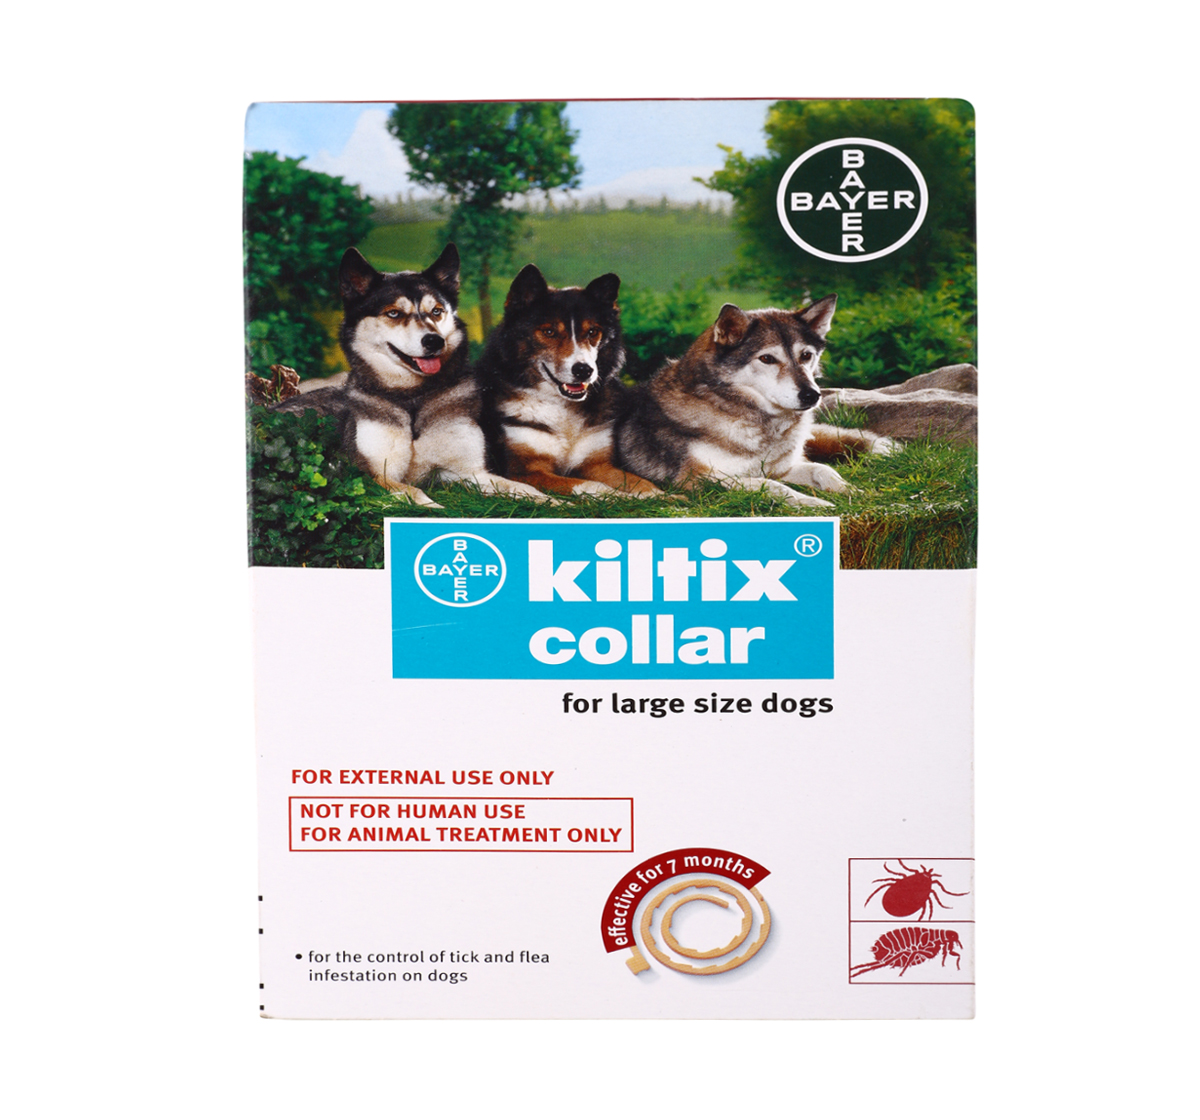 BAYER
BAYER
BAYER
BAYER
kiltix®
collar
for large size dogs
FOR EXTERNAL USE ONLY
NOT FOR HUMAN USE
FOR ANIMAL TREATMENT ONLY
effective for 7 months
• for the control of tick and flea
infestation on dogs